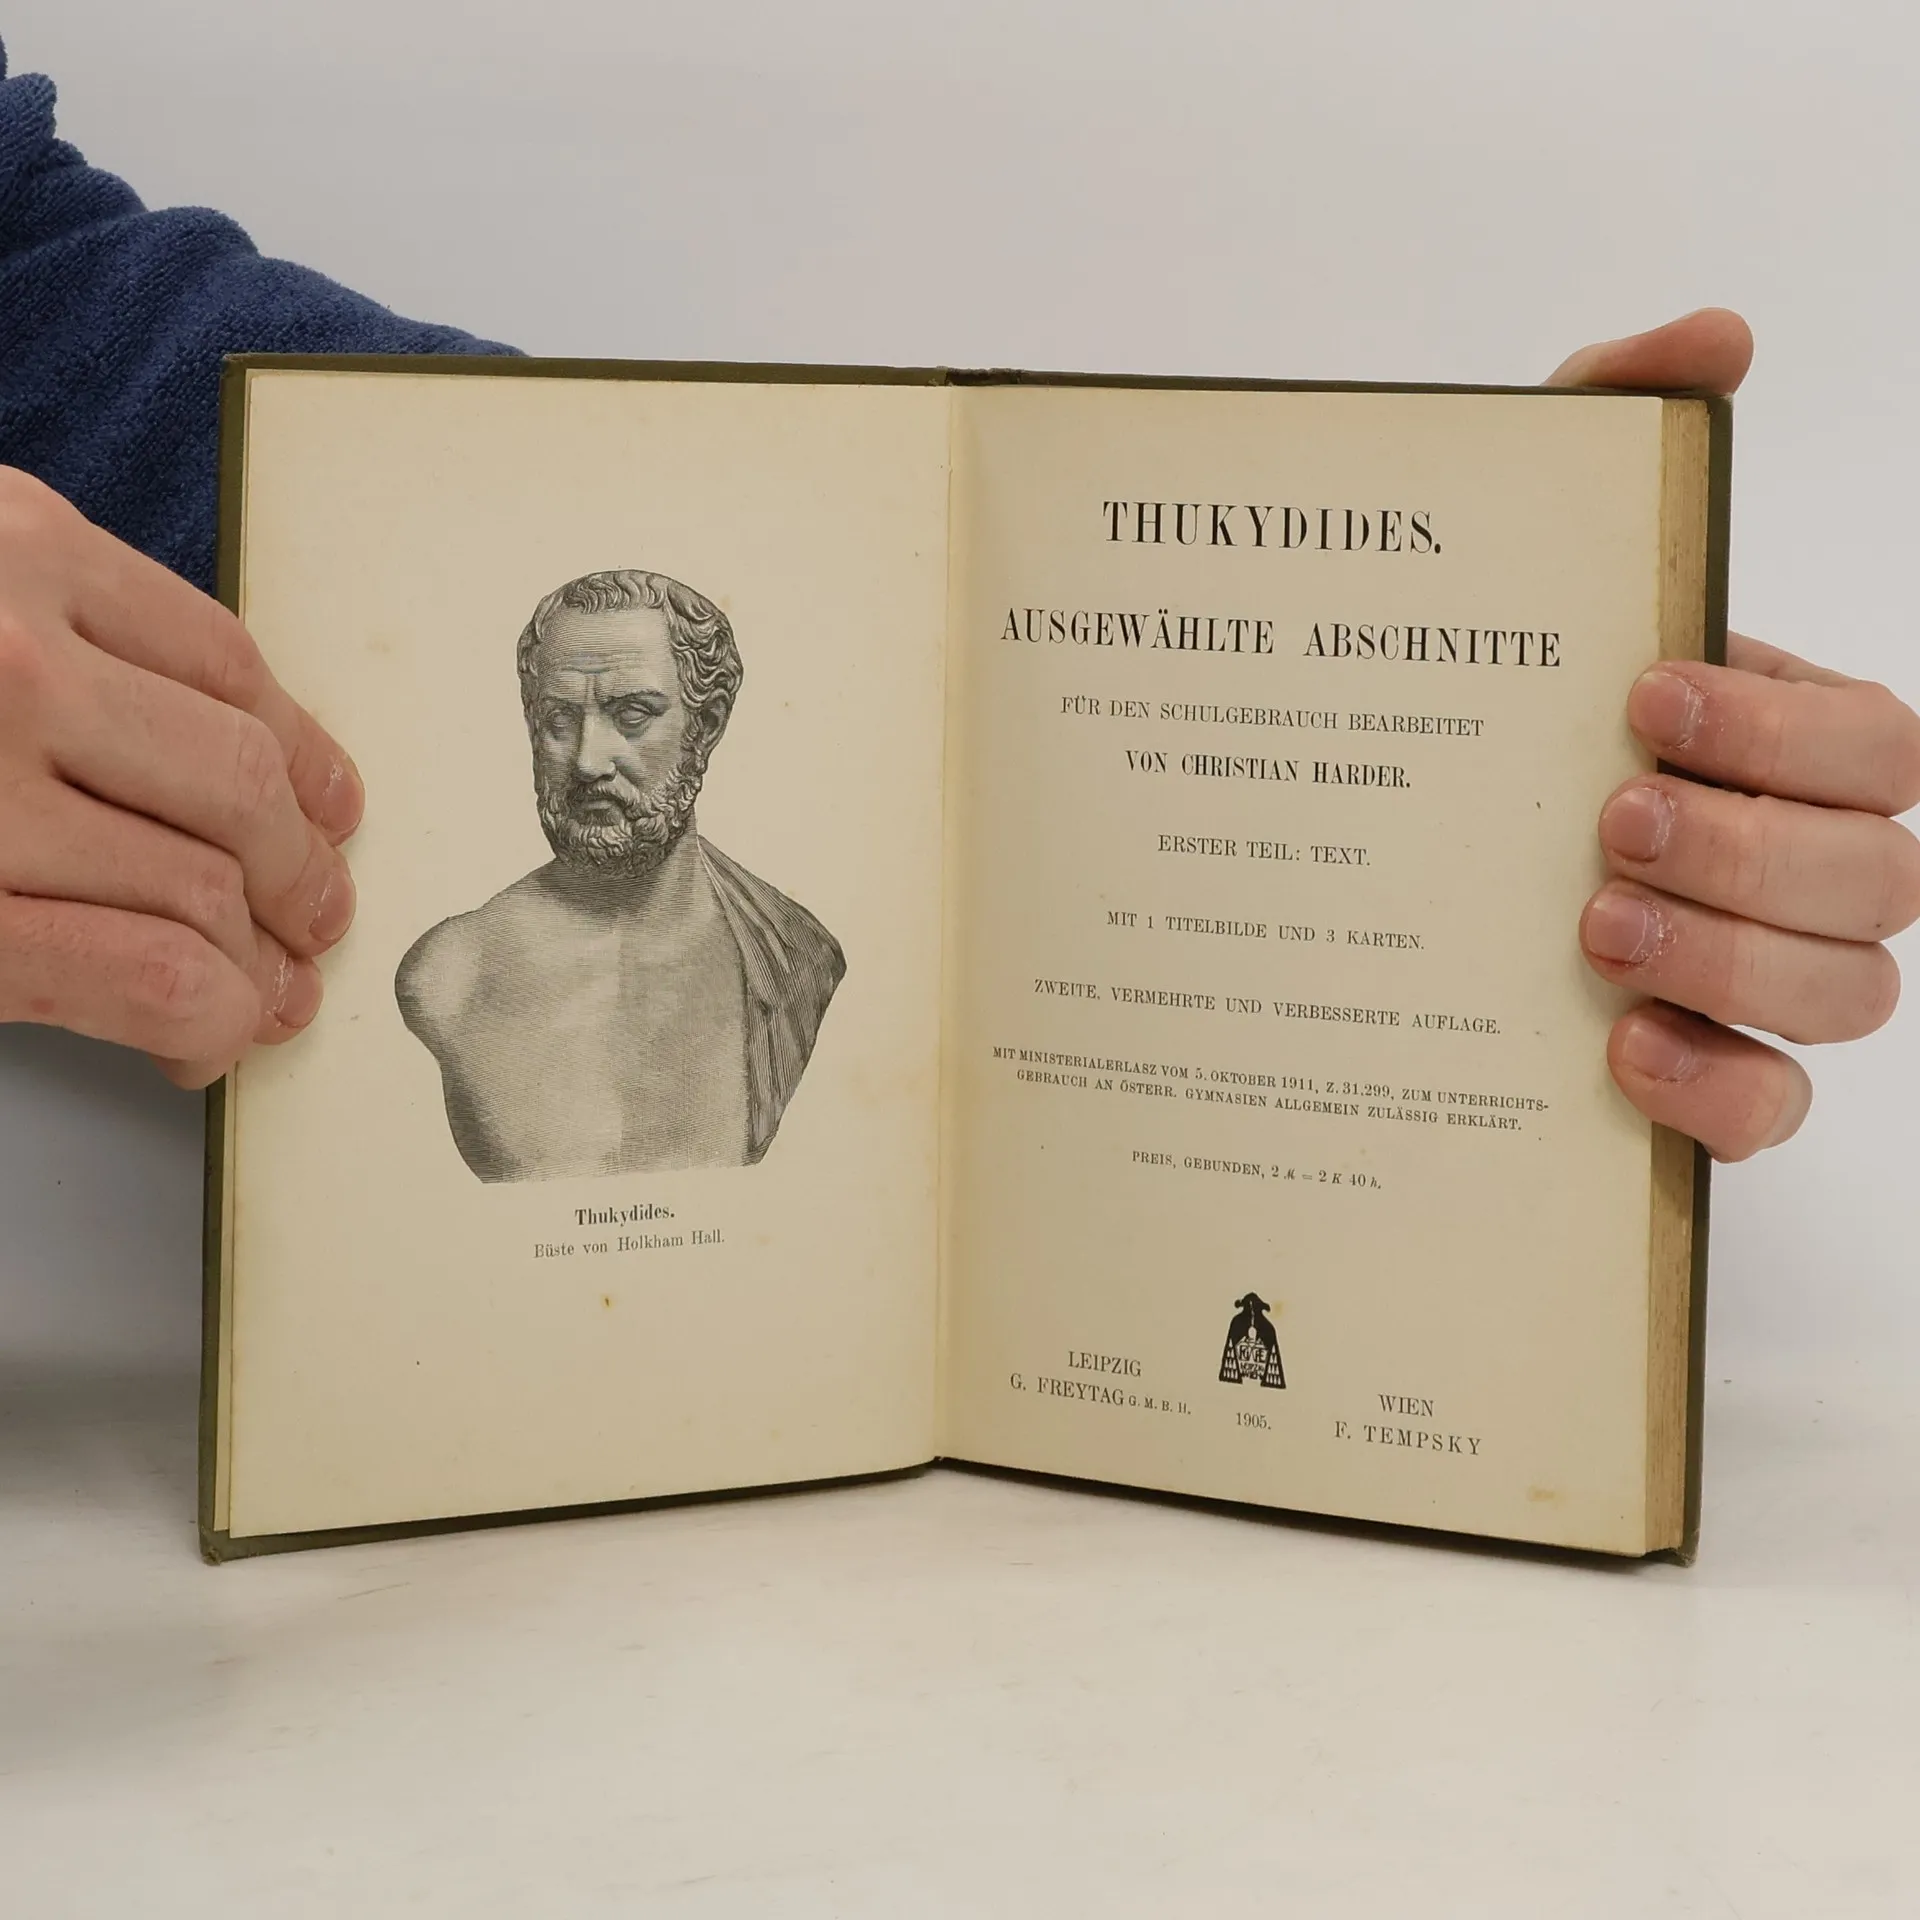 Thukydides.
Büste von Holkham Hall.
THUKYDIDES.
AUSGEWÄHLTE ABSCHNITTE
FÜR DEN SCHULGEBRAUCH BEARBEITET
VON CHRISTIAN HARDER.
ERSTER TEIL: TEXT.
MIT 1 TITELBILDE UND 3 KARTEN.
ZWEITE, VERMEHRTE UND VERBESSERTE AUFLAGE.
MIT MINISTERIALERLASZ VOM 5. OKTOBER 1911, Z. 31.299, ZUM UNTERRICHTS-
GEBRAUCH AN ÖSTERR. GYMNASIEN ALLGEMEIN ZULÄSSIG ERKLÄRT.
PREIS, GEBUNDEN, 2 ℳ = 2 K 40 h.
LEIPZIG
G. FREYTAG G. M. B. H.
1905.
WIEN
F. TEMPSKY